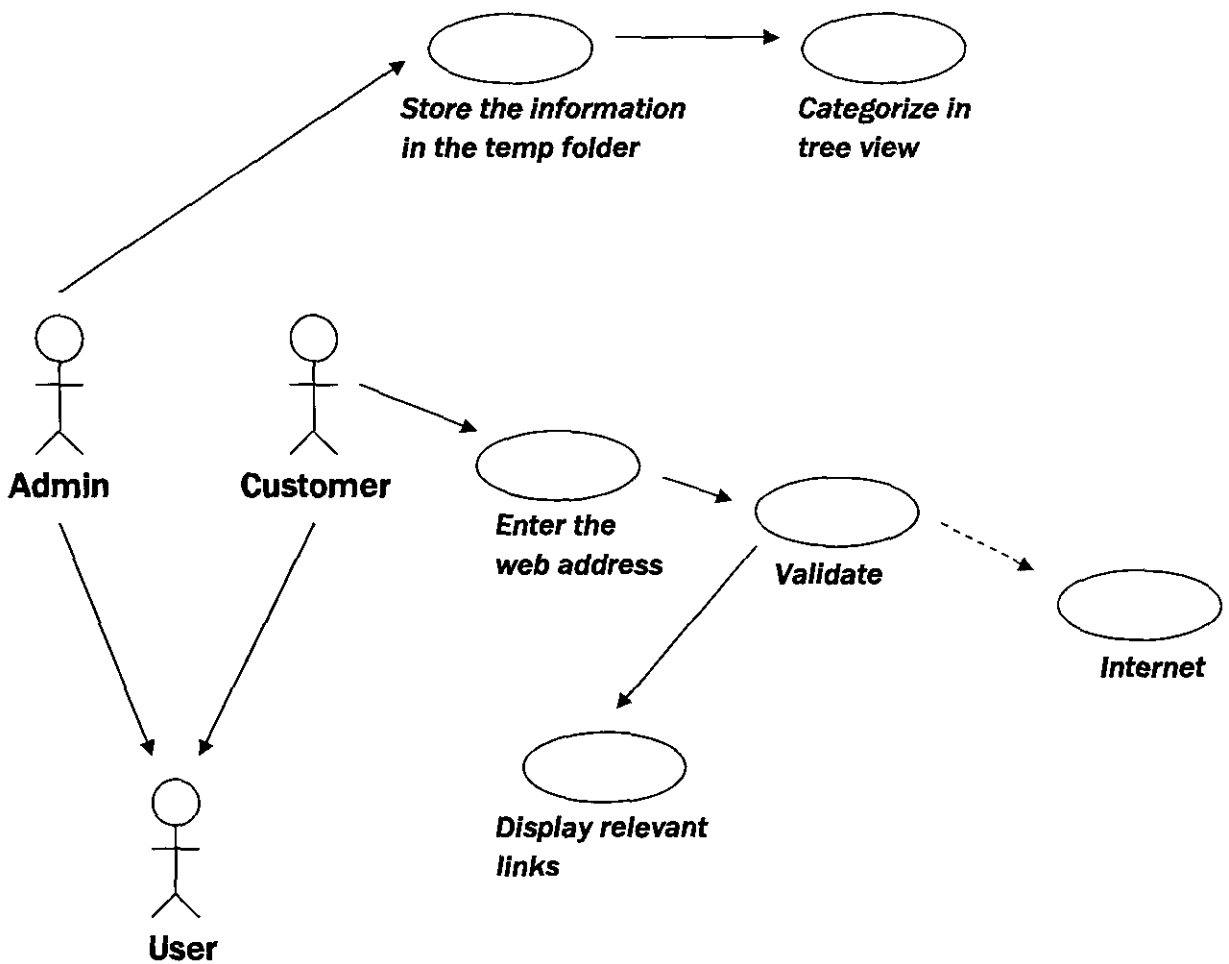 Store the information
in the temp folder
Categorize in
tree view
Admin
Customer
Enter the
web address
Validate
Internet
Display relevant
links
User